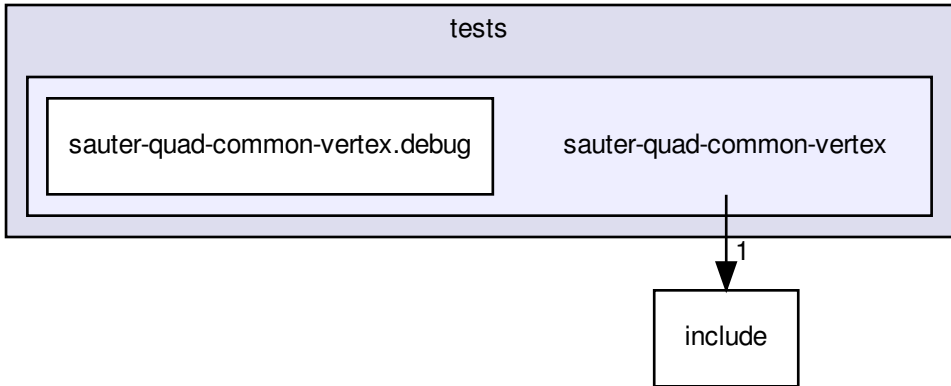 tests
sauter-quad-common-vertex.debug
sauter-quad-common-vertex
1
include